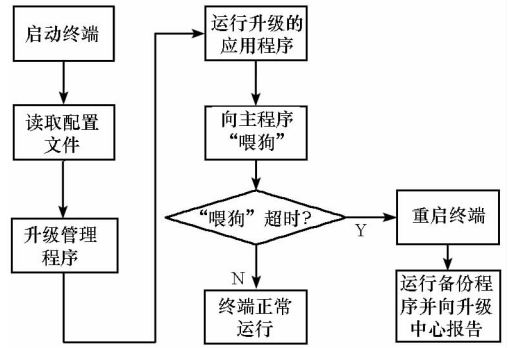 启动终端
读取配置
文件
升级管理
程序
运行升级的
应用程序
向主程序
“喂狗”
“喂狗”超时?
Y
N
终端正常
运行
重启终端
运行备份程
序并向升级
中心报告